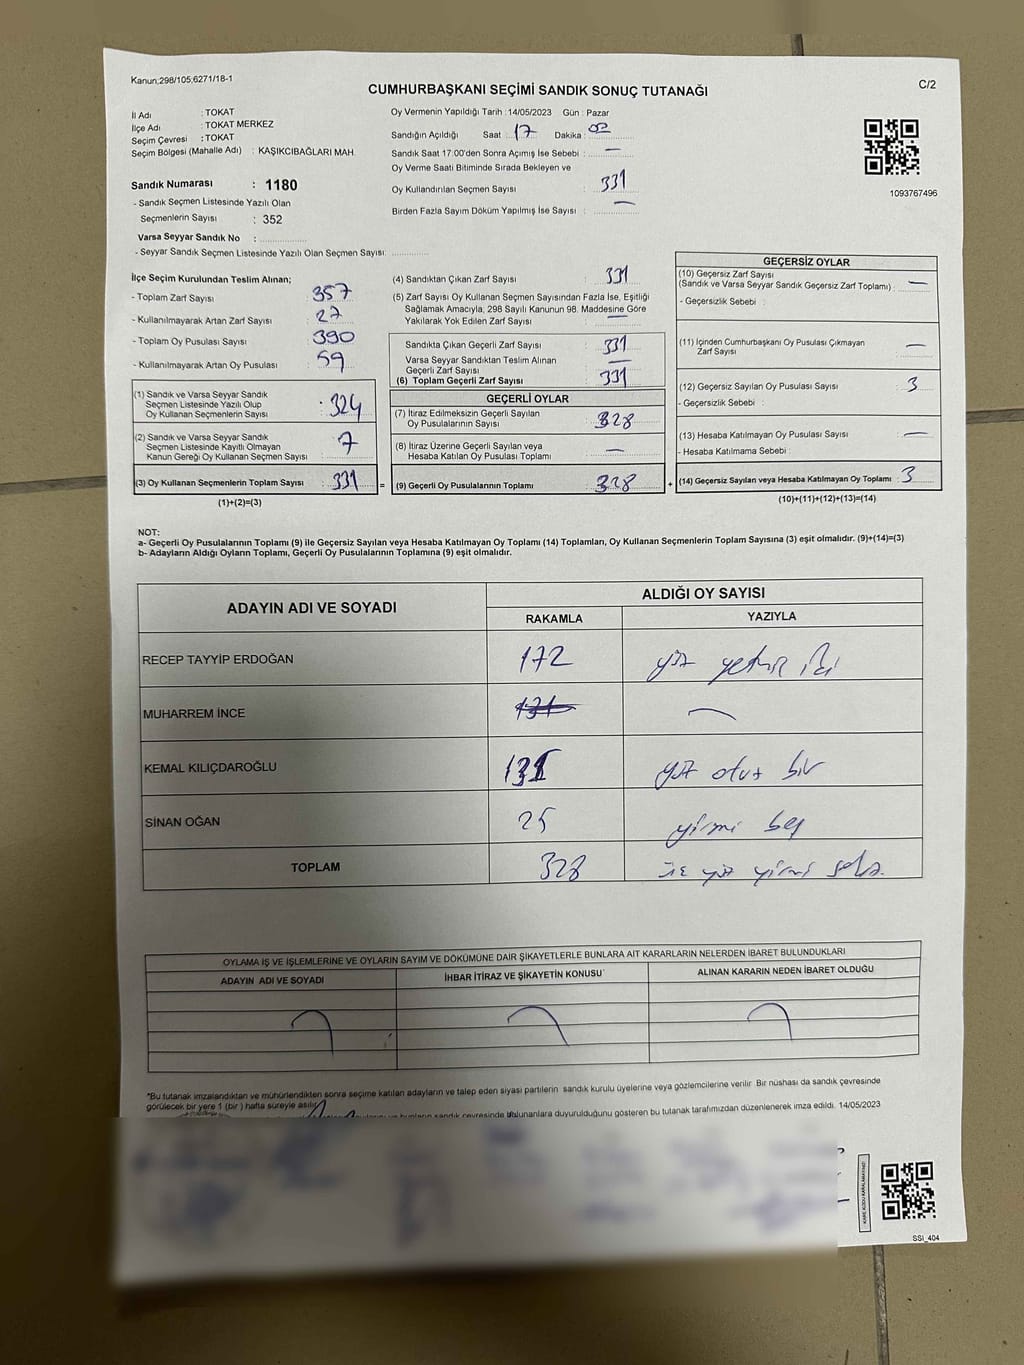 Kanun;298/105;6271/18-1
C/2
CUMHURBAŞKANI SEÇİMİ SANDIK SONUÇ TUTANAĞI
İl Adı : TOKAT
İlçe Adı : TOKAT MERKEZ
Seçim Çevresi : TOKAT
Seçim Bölgesi (Mahalle Adı) : KAŞIKCIBAĞLARI MAH.
Sandık Numarası : 1180
- Sandık Seçmen Listesinde Yazılı Olan
Seçmenlerin Sayısı : 352
Varsa Seyyar Sandık No : ............
- Seyyar Sandık Seçmen Listesinde Yazılı Olan Seçmen Sayısı: ............
Oy Vermenin Yapıldığı Tarih : 14/05/2023 Gün : Pazar
Sandığın Açıldığı Saat : 17 Dakika : 02
Sandık Saat 17:00'den Sonra Açımış İse Sebebi : —
Oy Verme Saati Bitiminde Sırada Bekleyen ve
Oy Kullandırılan Seçmen Sayısı : 331
Birden Fazla Sayım Döküm Yapılmış İse Sayısı : —
1093767496
İlçe Seçim Kurulundan Teslim Alınan;
- Toplam Zarf Sayısı : 357
- Kullanılmayarak Artan Zarf Sayısı : 27
- Toplam Oy Pusulası Sayısı : 390
- Kullanılmayarak Artan Oy Pusulası : 59
(1) Sandık ve Varsa Seyyar Sandık
Seçmen Listesinde Yazılı Olup
Oy Kullanan Seçmenlerin Sayısı : 324
(2) Sandık ve Varsa Seyyar Sandık
Seçmen Listesinde Kayıtlı Olmayan
Kanun Gereği Oy Kullanan Seçmen Sayısı : 7
(3) Oy Kullanan Seçmenlerin Toplam Sayısı : 331 =
(1)+(2)=(3)
(4) Sandıktan Çıkan Zarf Sayısı : 331
(5) Zarf Sayısı Oy Kullanan Seçmen Sayısından Fazla İse, Eşitliği
Sağlamak Amacıyla, 298 Sayılı Kanunun 98. Maddesine Göre
Yakılarak Yok Edilen Zarf Sayısı : —
Sandıkta Çıkan Geçerli Zarf Sayısı : 331
Varsa Seyyar Sandıktan Teslim Alınan
Geçerli Zarf Sayısı : —
(6) Toplam Geçerli Zarf Sayısı : 331
GEÇERLİ OYLAR
(7) İtiraz Edilmeksizin Geçerli Sayılan
Oy Pusulalarının Sayısı : 328
(8) İtiraz Üzerine Geçerli Sayılan veya
Hesaba Katılan Oy Pusulası Toplamı : —
(9) Geçerli Oy Pusulalarının Toplamı : 328 +
GEÇERSİZ OYLAR
(10) Geçersiz Zarf Sayısı
(Sandık ve Varsa Seyyar Sandık Geçersiz Zarf Toplamı) : —
- Geçersizlik Sebebi :
(11) İçinden Cumhurbaşkanı Oy Pusulası Çıkmayan
Zarf Sayısı : —
(12) Geçersiz Sayılan Oy Pusulası Sayısı : 3
- Geçersizlik Sebebi :
(13) Hesaba Katılmayan Oy Pusulası Sayısı : —
- Hesaba Katılmama Sebebi :
(14) Geçersiz Sayılan veya Hesaba Katılmayan Oy Toplamı : 3
(10)+(11)+(12)+(13)=(14)
NOT:
a- Geçerli Oy Pusulalarının Toplamı (9) ile Geçersiz Sayılan veya Hesaba Katılmayan Oy Toplamı (14) Toplamları, Oy Kullanan Seçmenlerin Toplam Sayısına (3) eşit olmalıdır. (9)+(14)=(3)
b- Adayların Aldığı Oyların Toplamı, Geçerli Oy Pusulalarının Toplamına (9) eşit olmalıdır.
ADAYIN ADI VE SOYADI
ALDIĞI OY SAYISI
RAKAMLA YAZIYLA
RECEP TAYYİP ERDOĞAN 172 yüz yetmiş iki
MUHARREM İNCE 131 —
KEMAL KILIÇDAROĞLU 131 yüz otuz bir
SİNAN OĞAN 25 yirmi beş
TOPLAM 328 üç yüz yirmi sekiz
OYLAMA İŞ VE İŞLEMLERİNE VE OYLARIN SAYIM VE DÖKÜMÜNE DAİR ŞİKAYETLERLE BUNLARA AİT KARARLARIN NELERDEN İBARET BULUNDUKLARI
ADAYIN ADI VE SOYADI İHBAR İTİRAZ VE ŞİKAYETİN KONUSU ALINAN KARARIN NEDEN İBARET OLDUĞU
*Bu tutanak imzalandıktan ve mühürlendikten sonra seçime katılan adayların ve talep eden siyasi partilerin sandık kurulu üyelerine veya gözlemcilerine verilir. Bir nüshası da sandık çevresinde
görülecek bir yere 1 (bir) hafta süreyle asılır.
bulunanlara duyurulduğunu gösteren bu tutanak tarafımızdan düzenlenerek imza edildi. 14/05/2023
KARE KODU KARALAMAYINIZ!
SSI_404